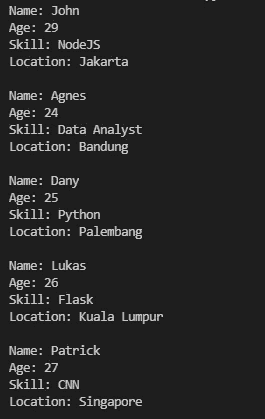 Name: John
Age: 29
Skill: NodeJS
Location: Jakarta
Name: Agnes
Age: 24
Skill: Data Analyst
Location: Bandung
Name: Dany
Age: 25
Skill: Python
Location: Palembang
Name: Lukas
Age: 26
Skill: Flask
Location: Kuala Lumpur
Name: Patrick
Age: 27
Skill: CNN
Location: Singapore